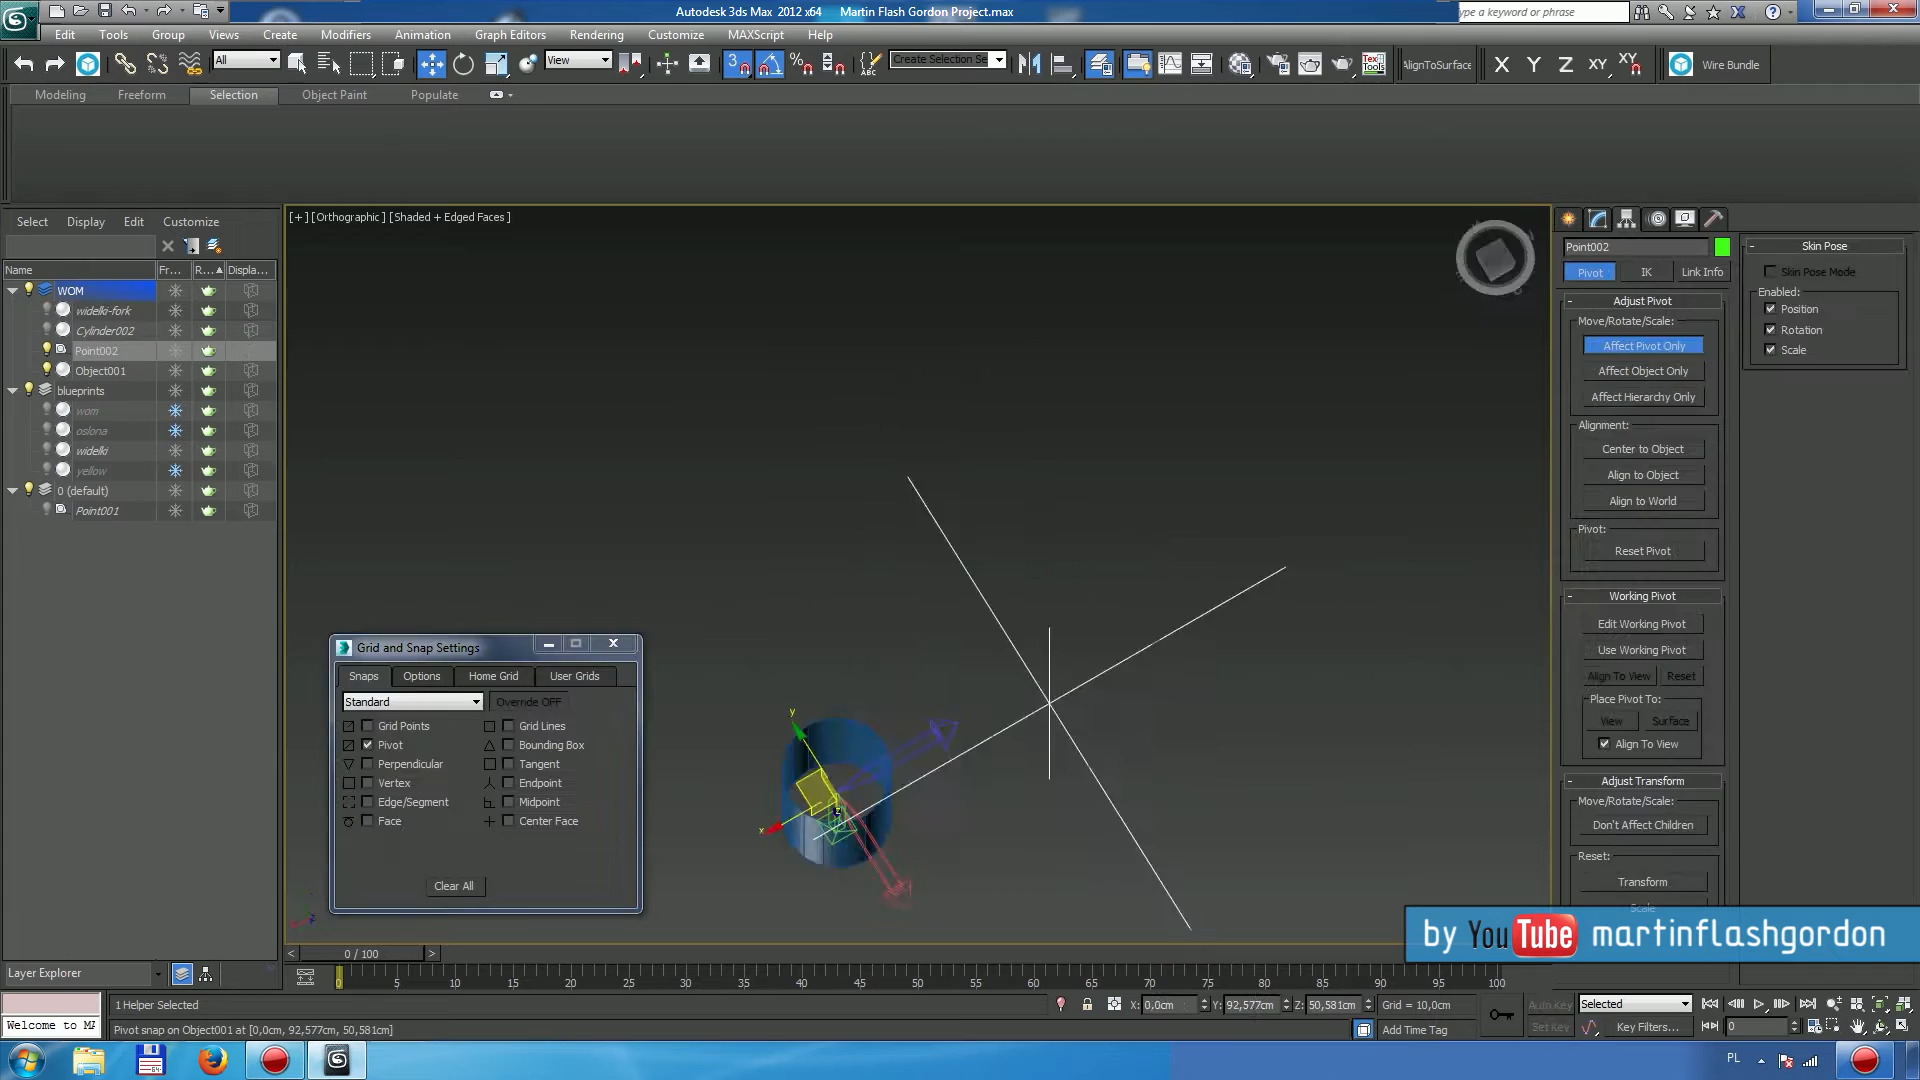 Autodesk 3ds Max 2012 x64 Martin Flash Gordon Project.max
ype a keyword or phrase
Edit Tools Group Views Create Modifiers Animation Graph Editors Rendering Customize MAXScript Help
All View Create Selection Se AlignToSurface X Y Z XY XY Wire Bundle
Modeling Freeform Selection Object Paint Populate
Select Display Edit Customize
Name Fr... R... Displa...
WOM
widelki-fork
Cylinder002
Point002
Object001
blueprints
wom
oslona
widelki
yellow
0 (default)
Point001
[+] [Orthographic] [Shaded + Edged Faces]
Grid and Snap Settings
Snaps Options Home Grid User Grids
Standard Override OFF
Grid Points Grid Lines
Pivot Bounding Box
Perpendicular Tangent
Vertex Endpoint
Edge/Segment Midpoint
Face Center Face
Clear All
y
x
z
Point002
Pivot IK Link Info
Adjust Pivot
Move/Rotate/Scale:
Affect Pivot Only
Affect Object Only
Affect Hierarchy Only
Alignment:
Center to Object
Align to Object
Align to World
Pivot:
Reset Pivot
Working Pivot
Edit Working Pivot
Use Working Pivot
Align To View Reset
Place Pivot To:
View Surface
Align To View
Adjust Transform
Move/Rotate/Scale:
Don't Affect Children
Reset:
Transform
Scale
Skin Pose
Skin Pose Mode
Enabled:
Position
Rotation
Scale
by YouTube martinflashgordon
0 / 100
Layer Explorer
5 10 15 20 25 30 35 40 45 50 55 60 65 70 75 80 85 90 95 100
1 Helper Selected X: 0,0cm Y: 92,577cm Z: 50,581cm Grid = 10,0cm Auto Key Selected
Welcome to MA Pivot snap on Object001 at [0,0cm, 92,577cm, 50,581cm] Add Time Tag Set Key Key Filters... 0
PL